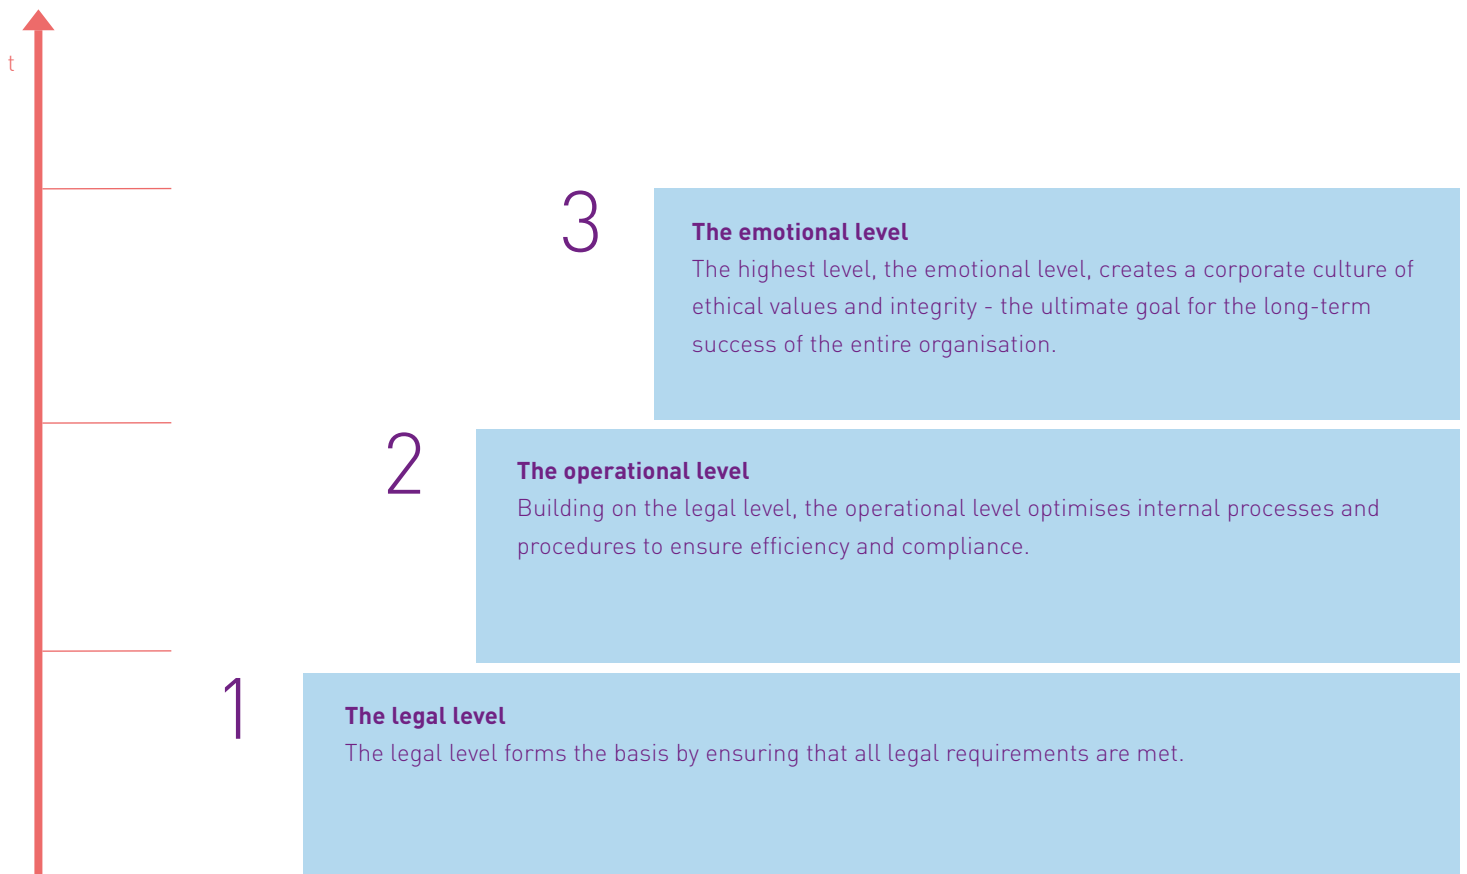 t
3
The emotional level
The highest level, the emotional level, creates a corporate culture of
ethical values and integrity - the ultimate goal for the long-term
success of the entire organisation.
2
The operational level
Building on the legal level, the operational level optimises internal processes and
procedures to ensure efficiency and compliance.
1
The legal level
The legal level forms the basis by ensuring that all legal requirements are met.